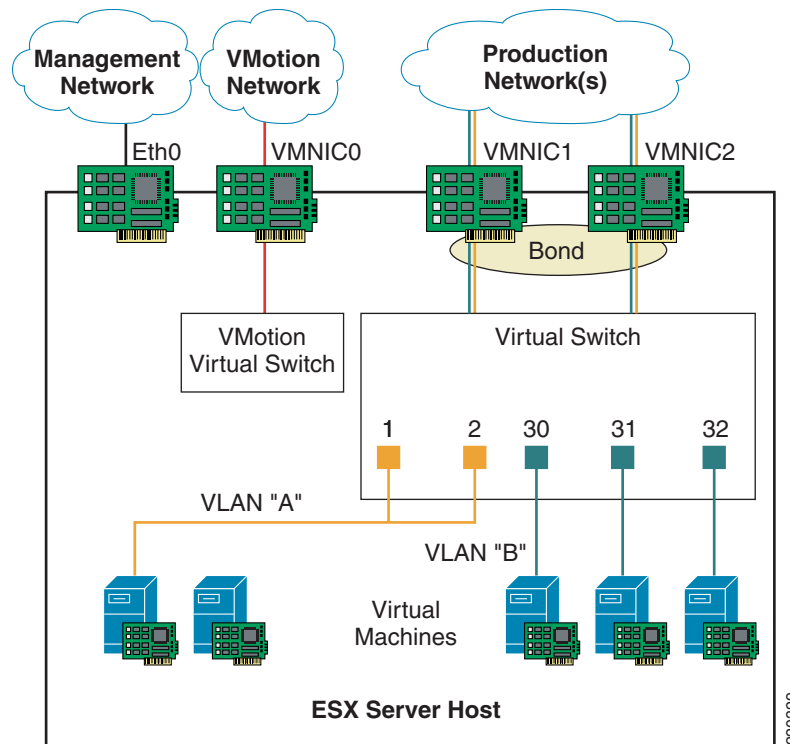 Management
Network
VMotion
Network
Production
Network(s)
Eth0
VMNIC0
VMNIC1
VMNIC2
Bond
VMotion
Virtual Switch
Virtual Switch
1
2
30
31
32
VLAN "A"
VLAN "B"
Virtual
Machines
ESX Server Host